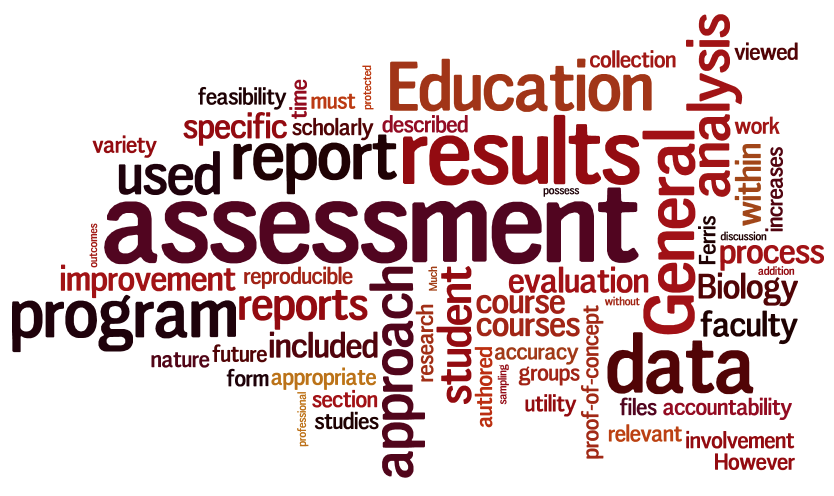 collection
viewed
Education
analysis
feasibility
time
must
protected
specific
scholarly
described
work
variety
used
report
results
General
within
increases
possess
assessment
outcomes
Ferris
discussion
process
addition
improvement
reproducible
approach
Much
student
evaluation
Biology
program
reports
research
course
without
courses
proof-of-concept
faculty
nature
future
included
authored
accuracy
data
form
appropriate
sampling
groups
professional
section
utility
files
accountability
studies
relevant
involvement
However